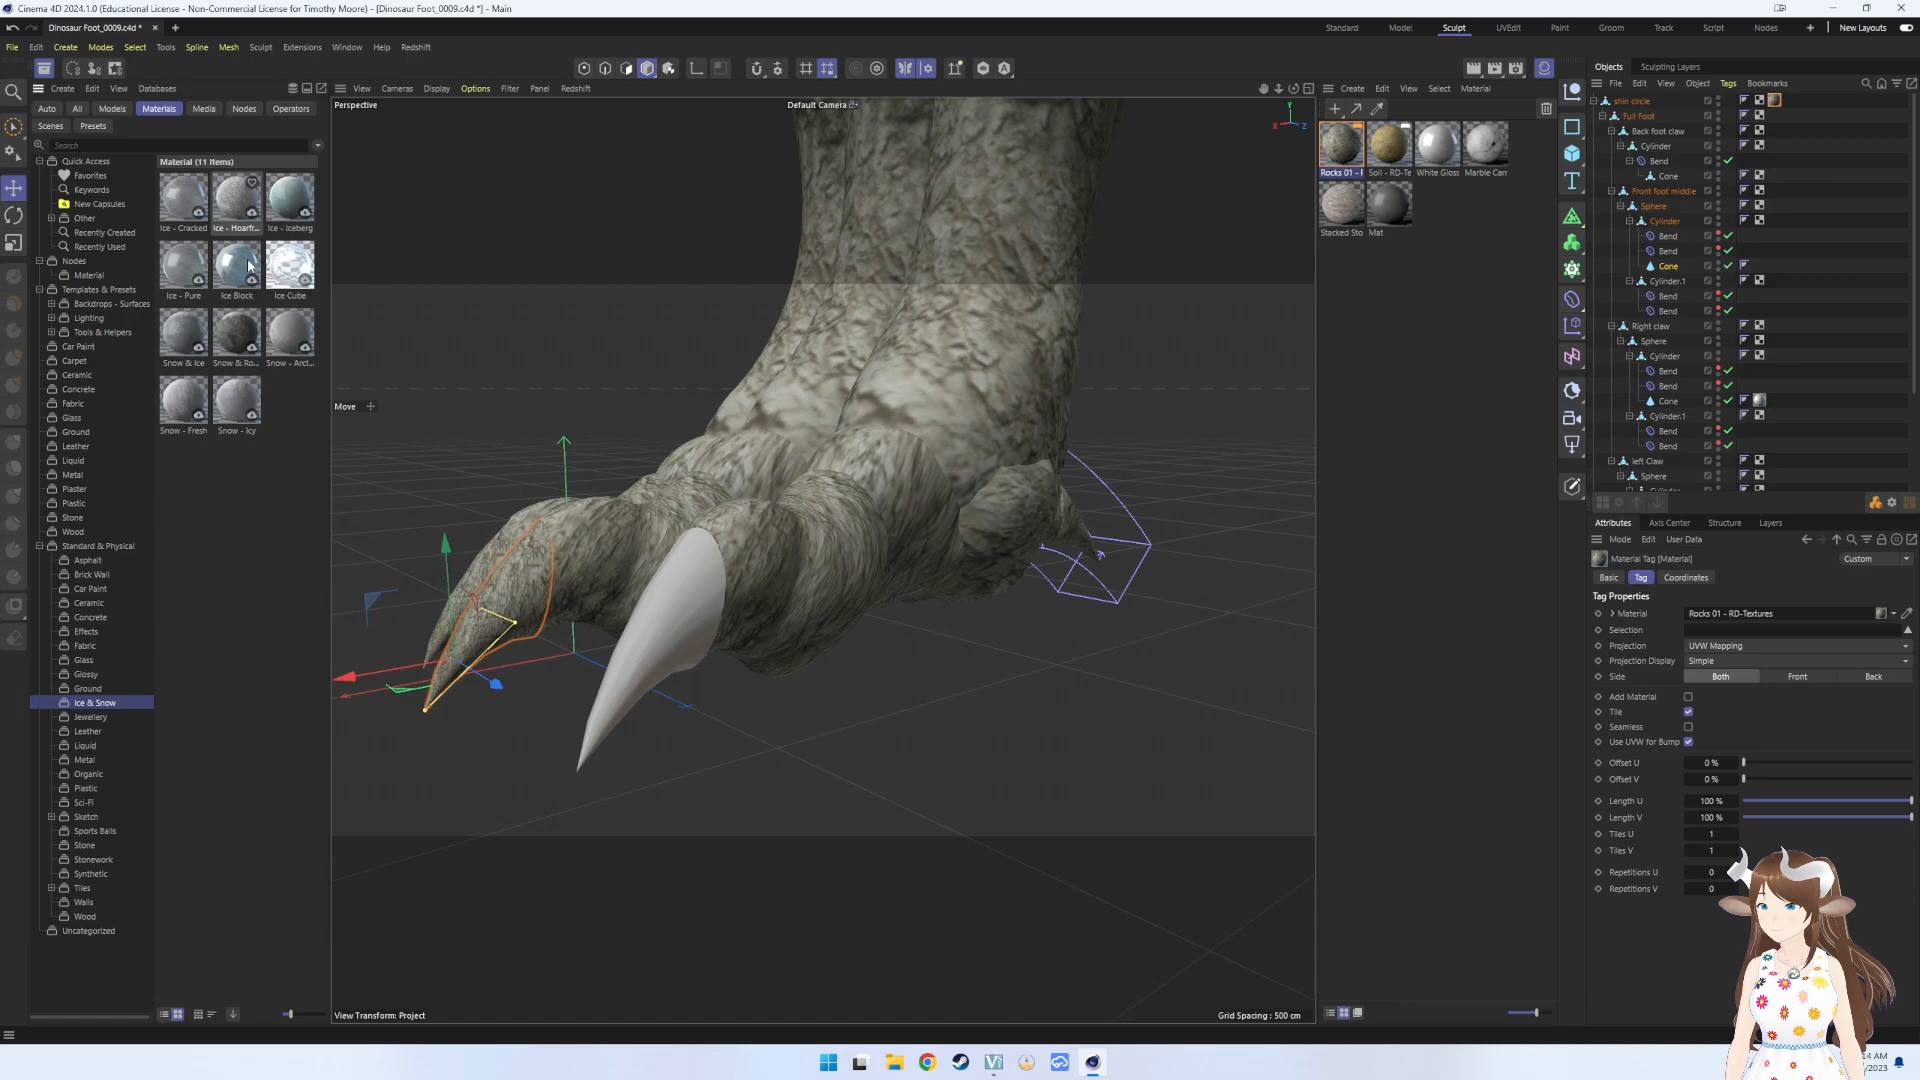 Cinema 4D 2024.1.0 (Educational License - Non-Commercial License for Timothy Moore) - [Dinosaur Foot_0009.c4d *] - Main
Dinosaur Foot_0009.c4d *
Standard
Model
Sculpt
UVEdit
Paint
Groom
Track
Script
Nodes
New Layouts
File Edit Create Modes Select Tools Spline Mesh Sculpt Extensions Window Help Redshift
Create Edit View Databases
Auto All Models Materials Media Nodes Operators
Scenes Presets
Search
Quick Access
Favorites
Keywords
New Capsules
Other
Recently Created
Recently Used
Nodes
Material
Templates & Presets
Backdrops - Surfaces
Lighting
Tools & Helpers
Car Paint
Carpet
Ceramic
Concrete
Fabric
Glass
Ground
Leather
Liquid
Metal
Plaster
Plastic
Stone
Wood
Standard & Physical
Asphalt
Brick Wall
Car Paint
Ceramic
Concrete
Effects
Fabric
Glass
Glossy
Ground
Ice & Snow
Jewellery
Leather
Liquid
Metal
Organic
Plastic
Sci-Fi
Sketch
Sports Balls
Stone
Stonework
Synthetic
Tiles
Walls
Wood
Uncategorized
Material (11 Items)
Ice - Cracked Ice - Hoarfr... Ice - Iceberg
Ice - Pure Ice Block Ice Cube
Snow & Ice Snow & Ro... Snow - Arct...
Snow - Fresh Snow - Icy
View Cameras Display Options Filter Panel Redshift
Perspective
Default Camera
Y
X
Z
Move
View Transform: Project
Grid Spacing : 500 cm
Create Edit View Select Material
Rocks 01 - F Soil - RD-Te White Gloss Marble Carr
Stacked Sto Mat
Objects Sculpting Layers
File Edit View Object Tags Bookmarks
shin circle
Full Foot
Back foot claw
Cylinder
Bend
Cone
Front foot middle
Sphere
Cylinder
Bend
Bend
Cone
Cylinder.1
Bend
Bend
Right claw
Sphere
Cylinder
Bend
Bend
Cone
Cylinder.1
Bend
Bend
left Claw
Sphere
Attributes Axis Center Structure Layers
Mode Edit User Data
Material Tag [Material]
Custom
Basic Tag Coordinates
Tag Properties
Material Rocks 01 - RD-Textures
Selection
Projection UVW Mapping
Projection Display Simple
Side Both Front Back
Add Material
Tile
Seamless
Use UVW for Bump
Offset U 0 %
Offset V 0 %
Length U 100 %
Length V 100 %
Tiles U 1
Tiles V 1
Repetitions U 0
Repetitions V 0
14 AM
/2023